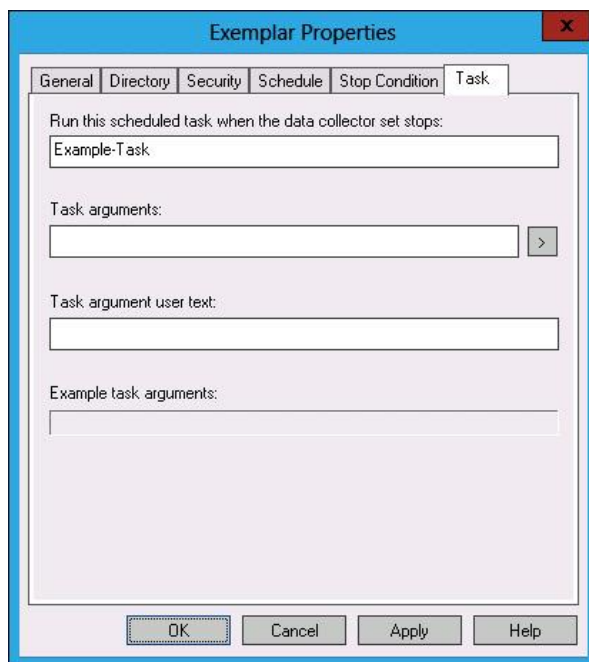 Exemplar Properties
x
General Directory Security Schedule Stop Condition Task
Run this scheduled task when the data collector set stops:
Example-Task
Task arguments:
>
Task argument user text:
Example task arguments:
OK Cancel Apply Help